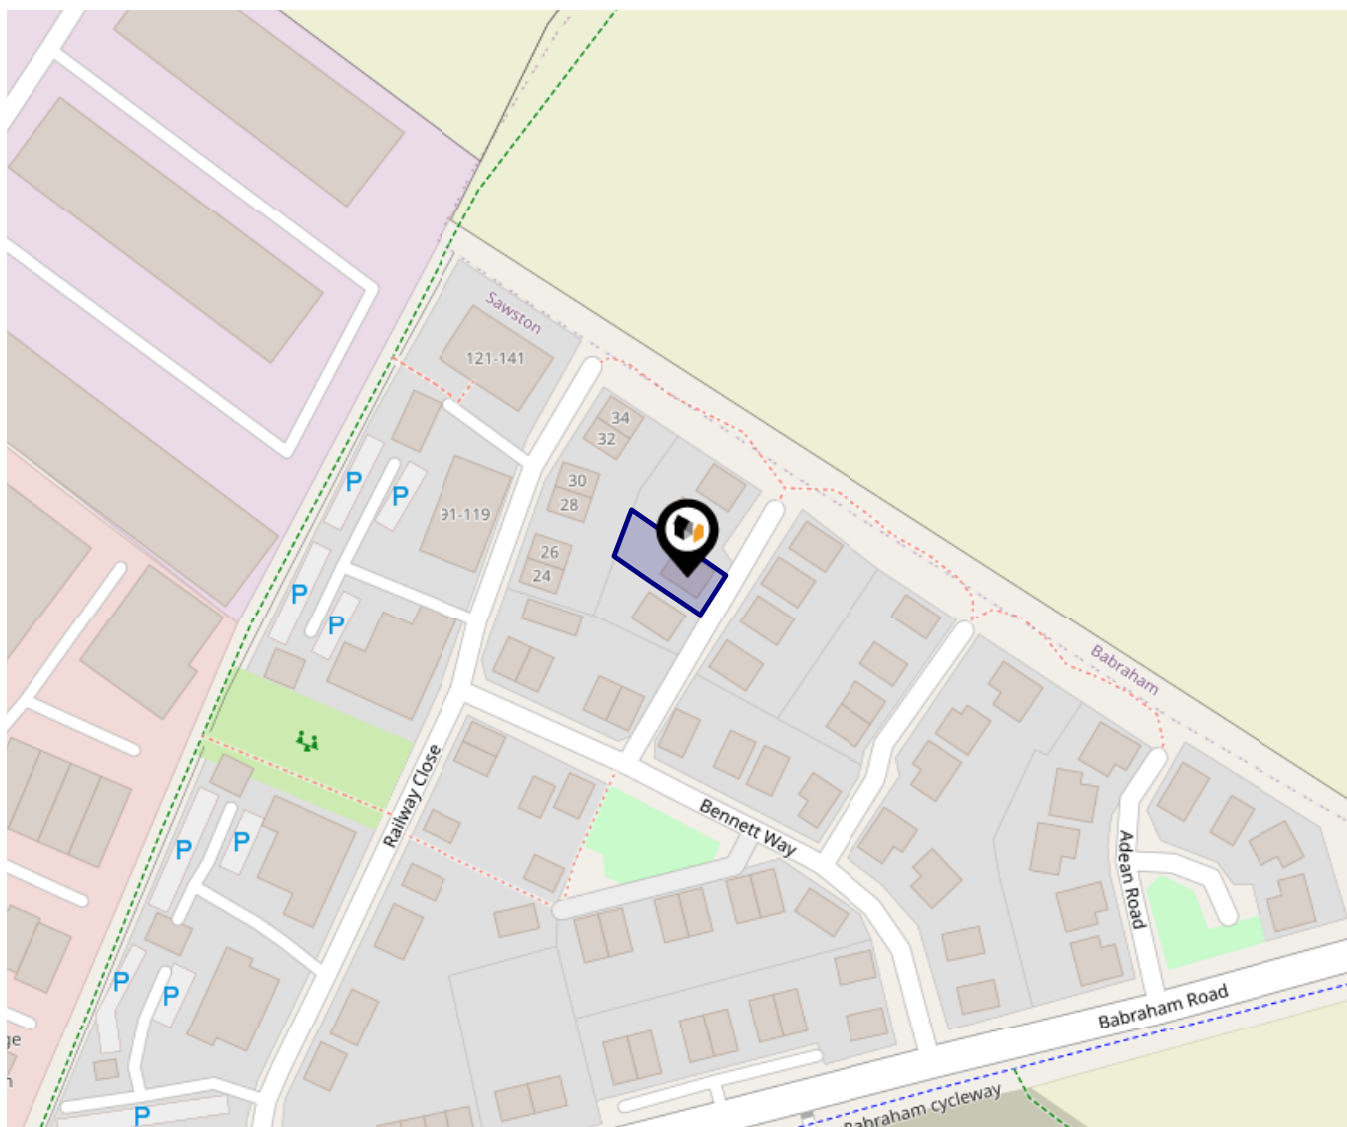 Sawston
121-141
34
32
30
28
91-119
26
24
P
P
P
P
Babraham
Railway Close
Bennett Way
Adean Road
P
P
P
P
P
Babraham Road
Babraham cycleway